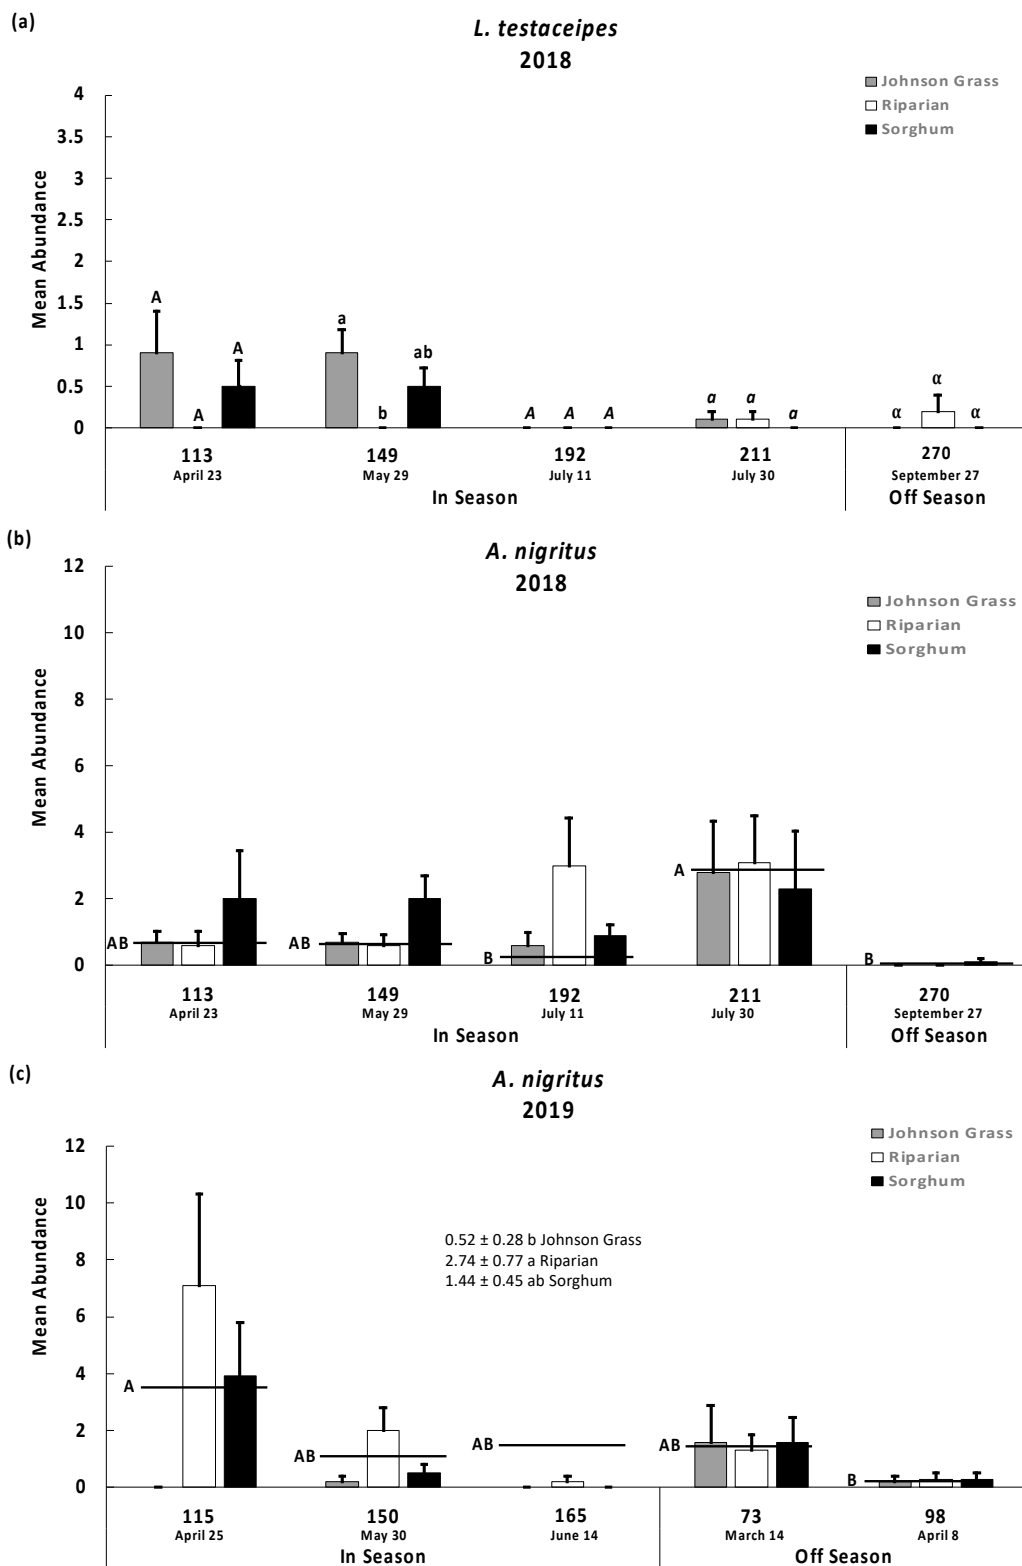 (a)
L. testaceipes
2018
Johnson Grass
Riparian
Sorghum
Mean Abundance
4
3.5
3
2.5
2
1.5
1
0.5
0
A A A
a b ab
A A A
a a a
α α α
113 149 192 211 270
April 23 May 29 July 11 July 30 September 27
In Season Off Season
(b)
A. nigritus
2018
Johnson Grass
Riparian
Sorghum
Mean Abundance
12
10
8
6
4
2
0
AB AB B A B
113 149 192 211 270
April 23 May 29 July 11 July 30 September 27
In Season Off Season
(c)
A. nigritus
2019
Johnson Grass
Riparian
Sorghum
Mean Abundance
12
10
8
6
4
2
0
0.52 ± 0.28 b Johnson Grass
2.74 ± 0.77 a Riparian
1.44 ± 0.45 ab Sorghum
A AB AB AB B
115 150 165 73 98
April 25 May 30 June 14 March 14 April 8
In Season Off Season